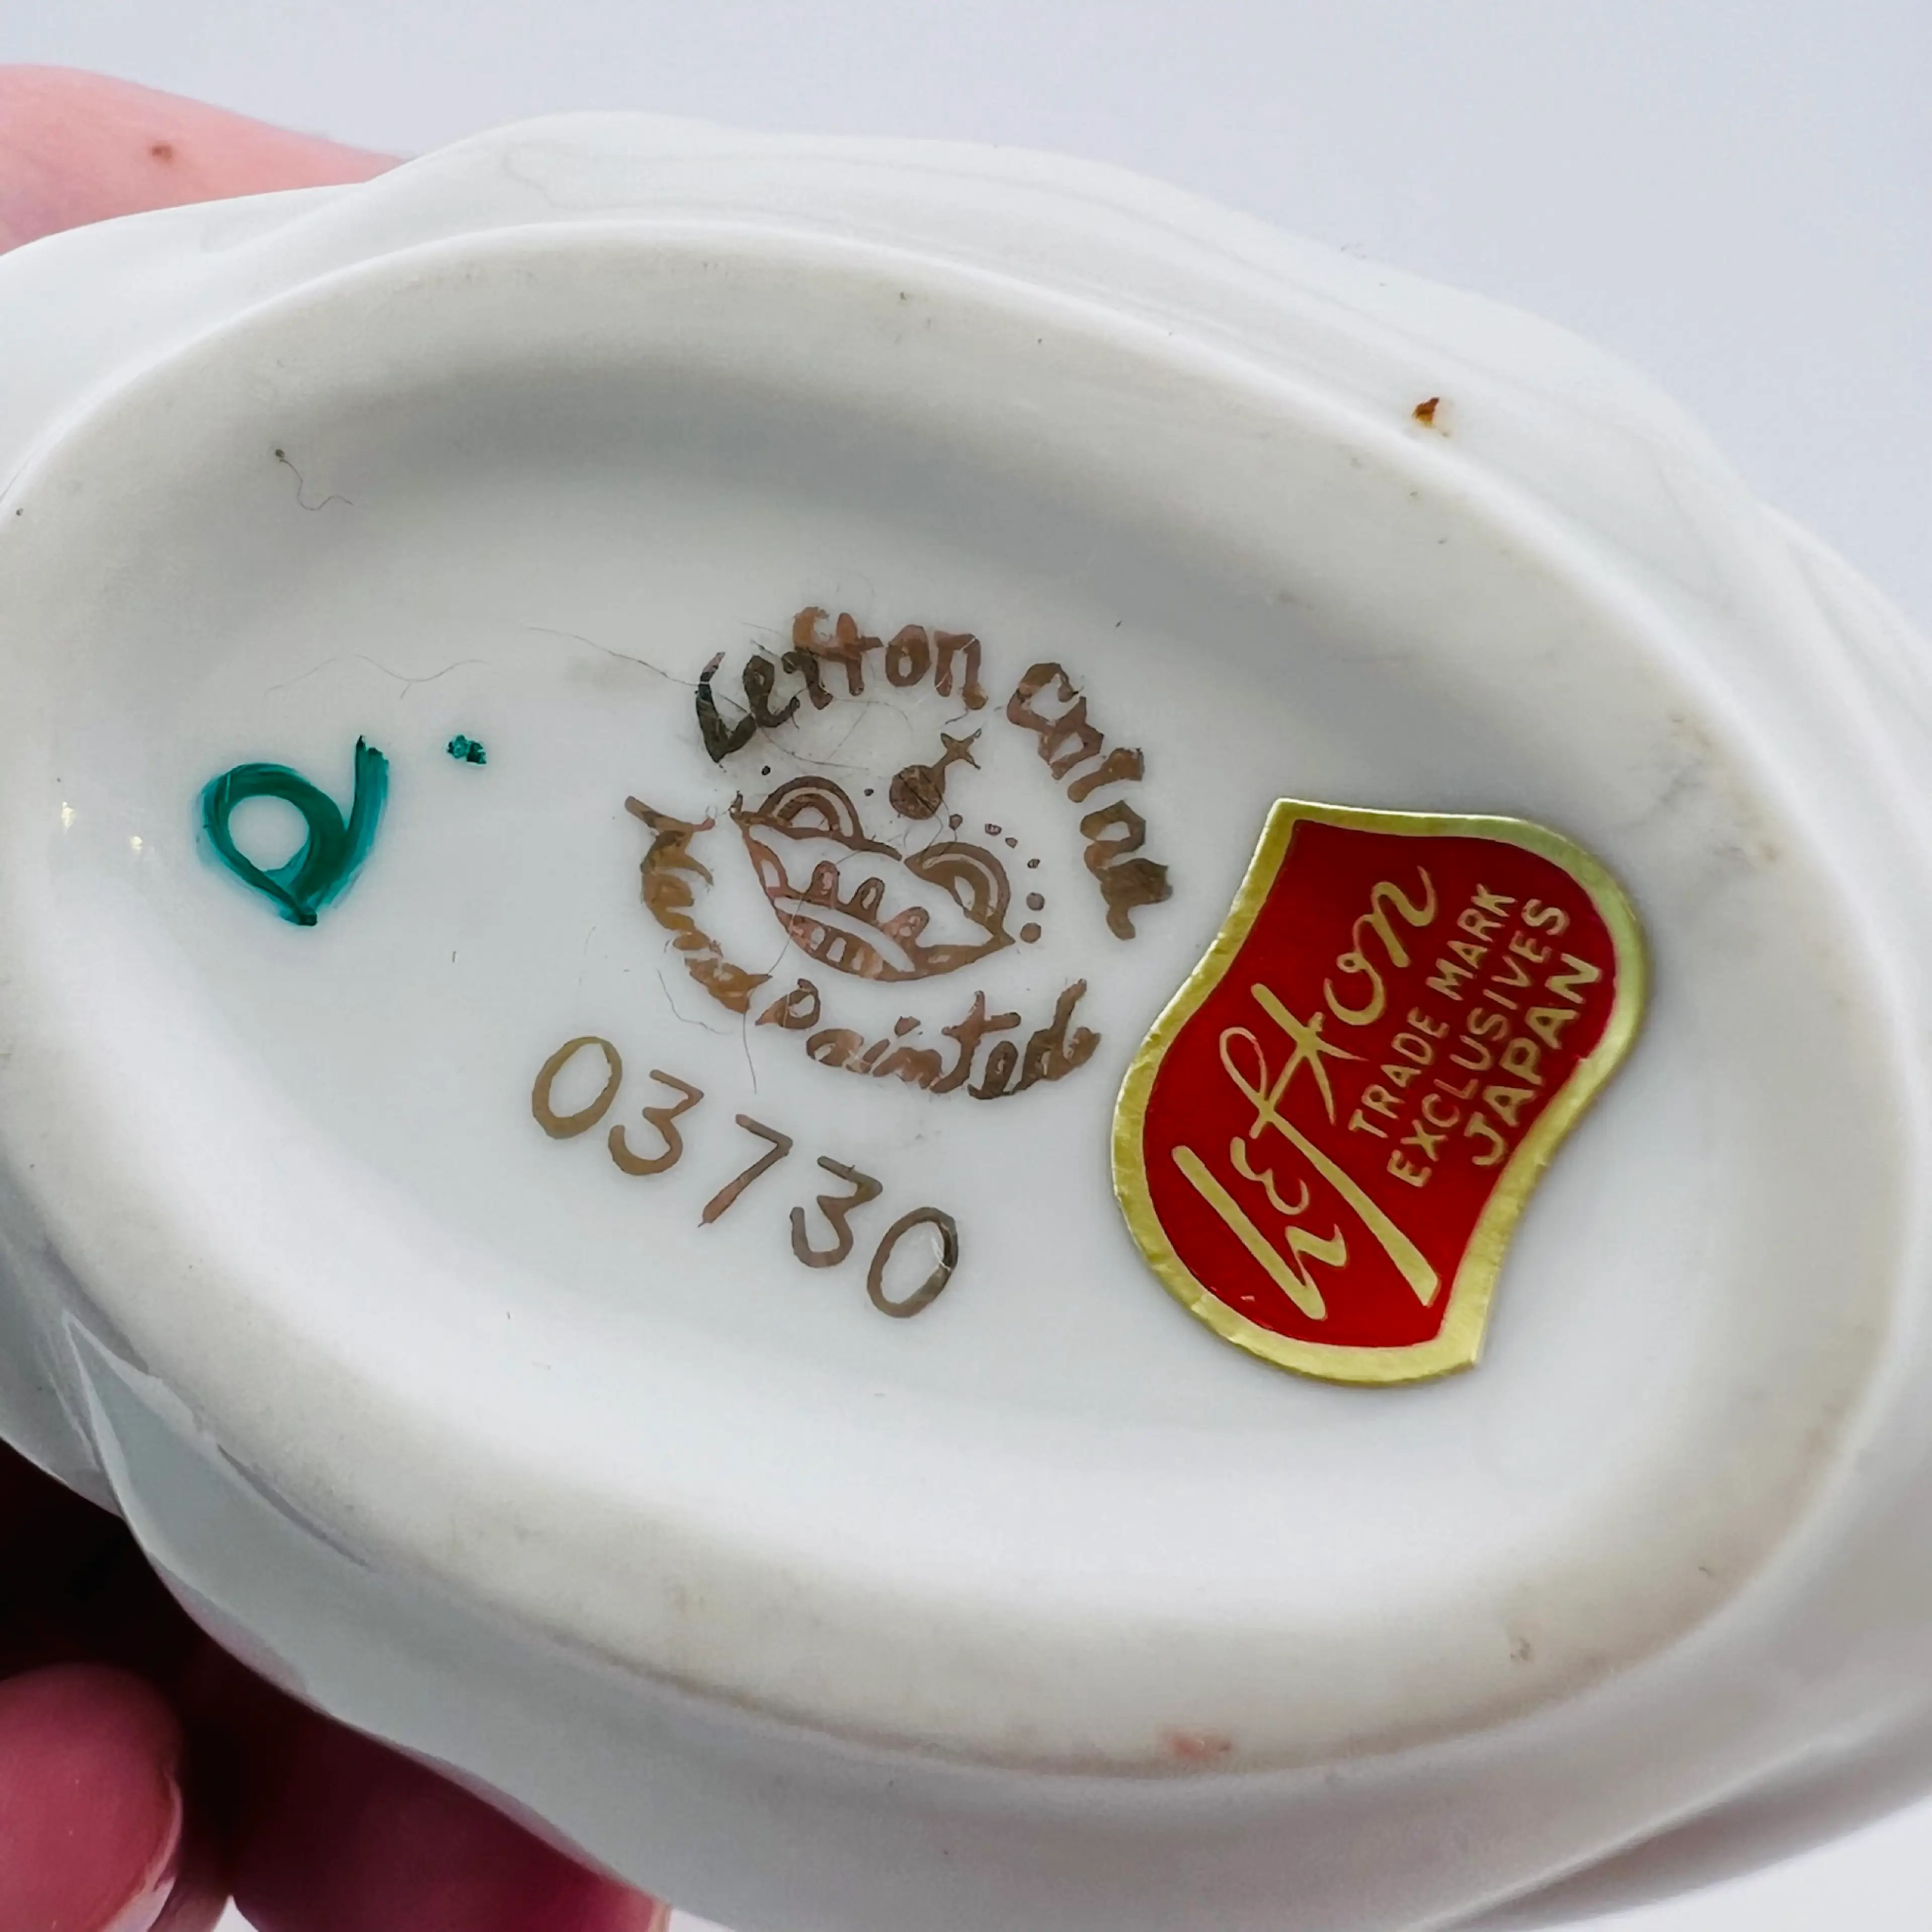 Lefton China
Hand Painted
03730
Lefton
TRADE MARK
EXCLUSIVES
JAPAN